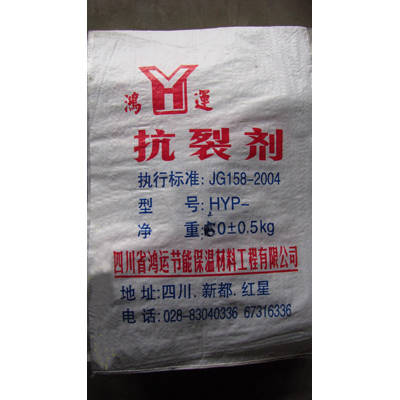 鸿 運
抗裂剂
执行标准: JG158-2004
型 号: HYP-
净 重: 50±0.5kg
四川省鸿运节能保温材料工程有限公司
地 址: 四川.新都.红星
电 话: 028-83040336 67316336